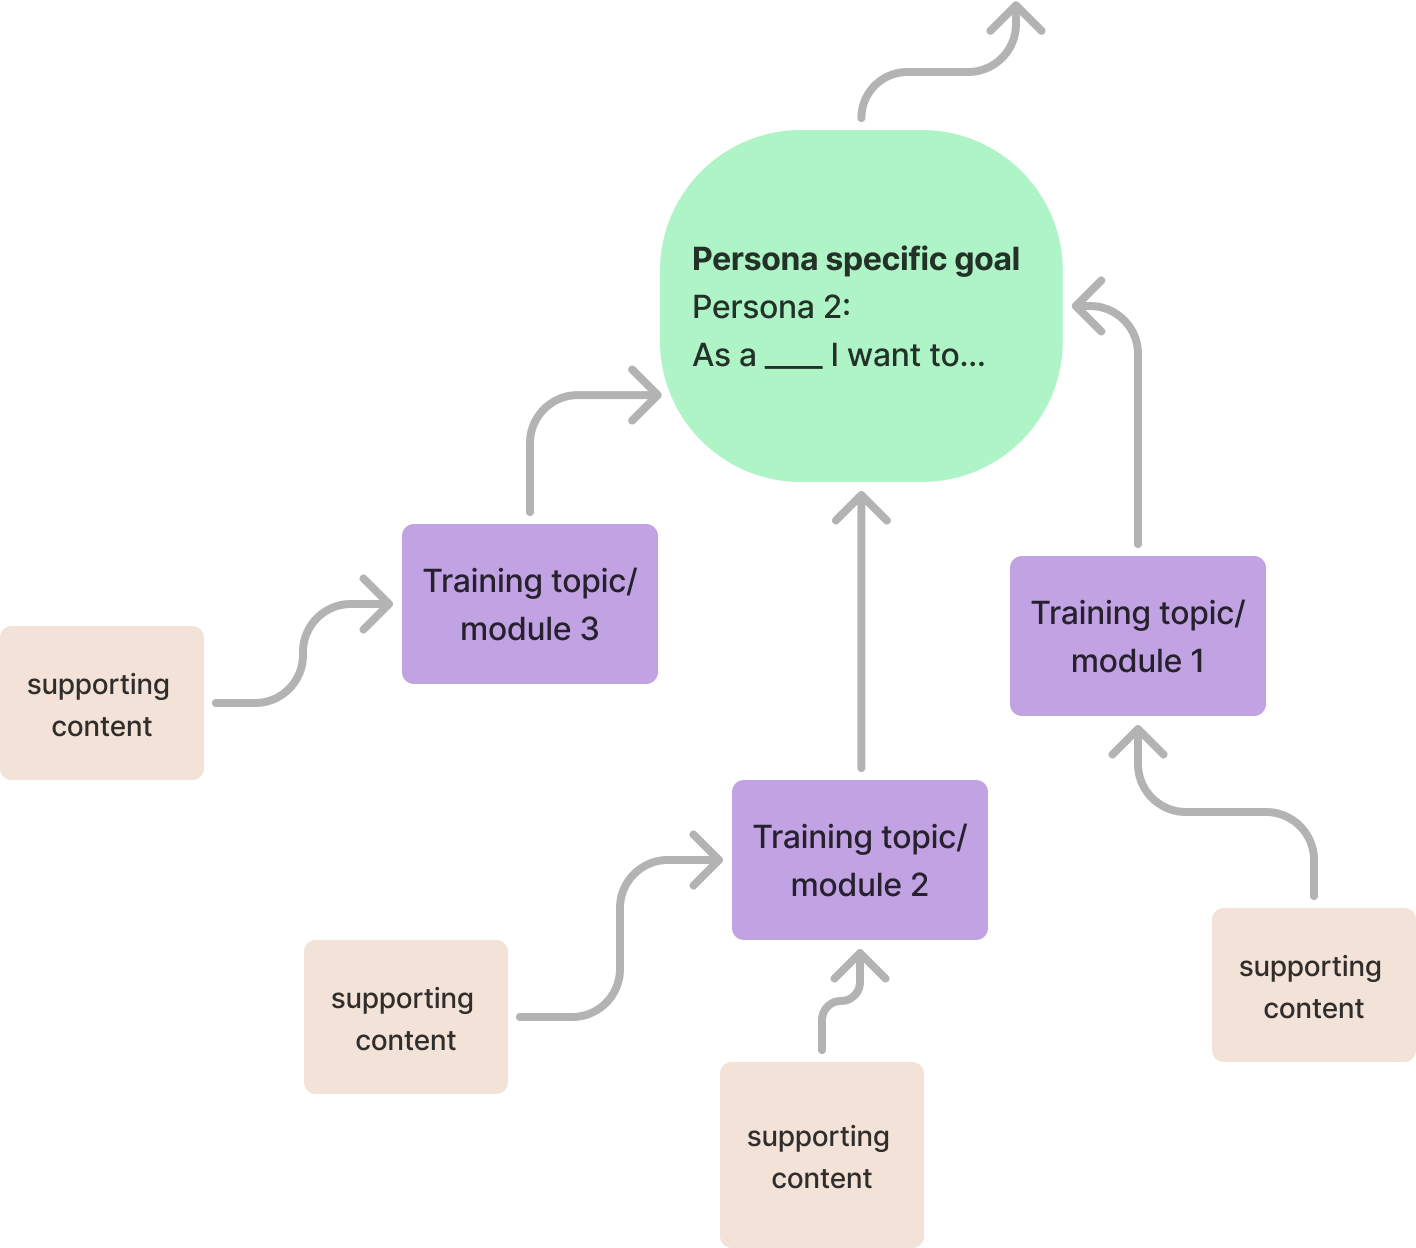 Persona specific goal
Persona 2:
As a ____ I want to...
Training topic/
module 3
Training topic/
module 1
supporting
content
Training topic/
module 2
supporting
content
supporting
content
supporting
content